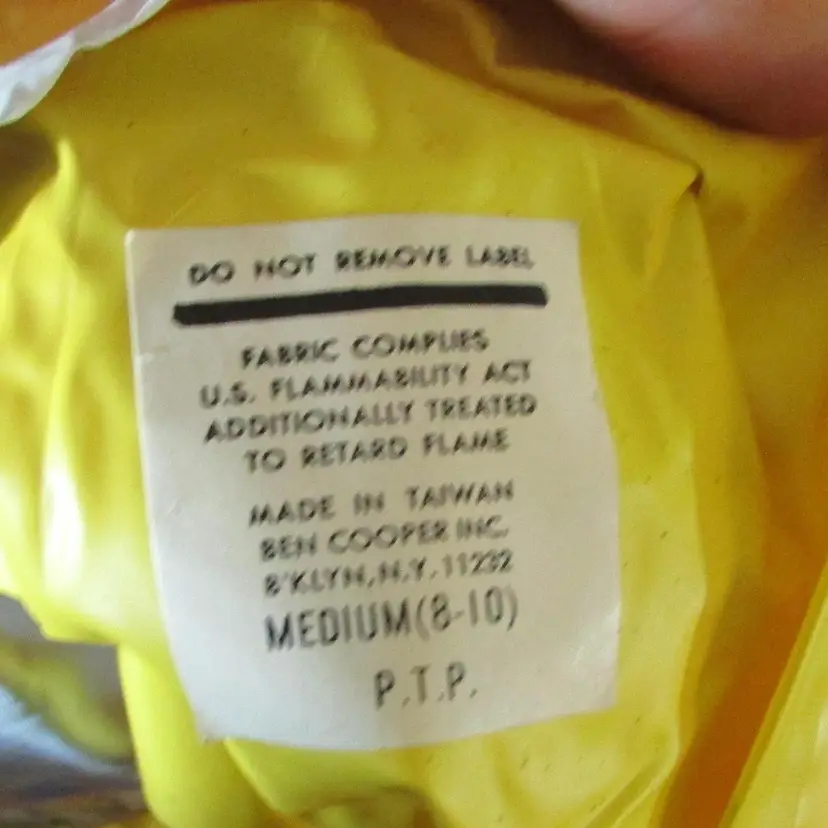 DO NOT REMOVE LABEL
FABRIC COMPLIES
U.S. FLAMMABILITY ACT
ADDITIONALLY TREATED
TO RETARD FLAME
MADE IN TAIWAN
BEN COOPER INC.
B'KLYN, N.Y. 11232
MEDIUM(8-10)
P.T.P.